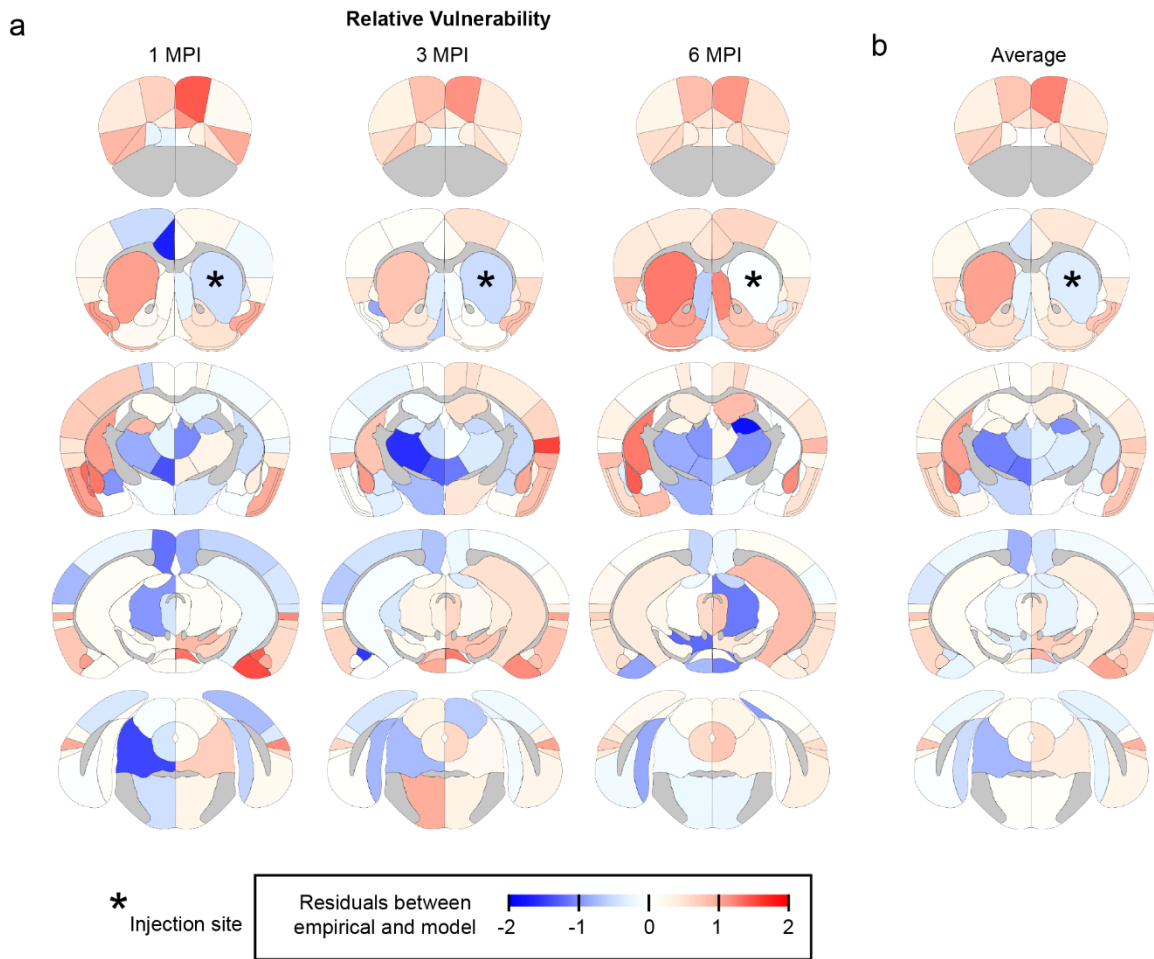 a
Relative Vulnerability
b
1 MPI
3 MPI
6 MPI
Average
*
*
*
*
* Injection site
Residuals between
empirical and model
-2 -1 0 1 2